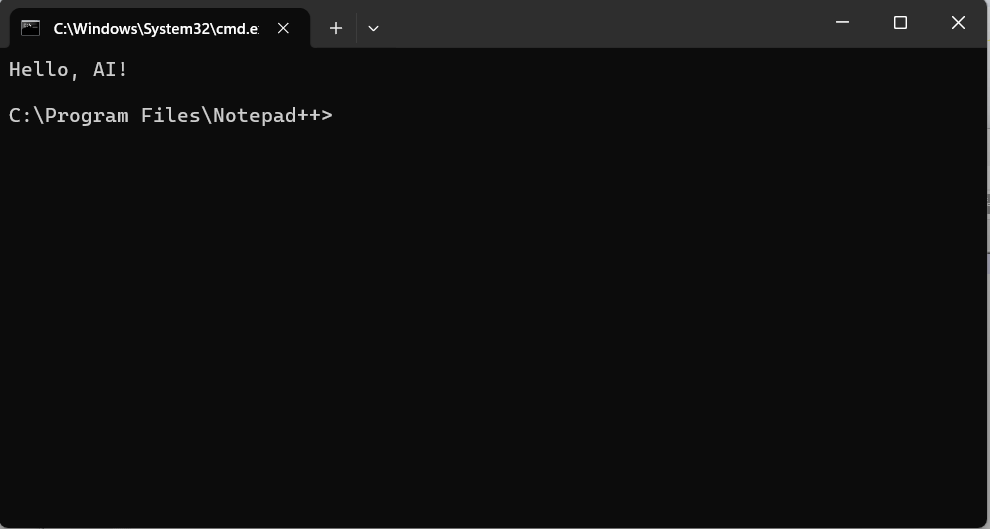 C:\Windows\System32\cmd.e
Hello, AI!
C:\Program Files\Notepad++>